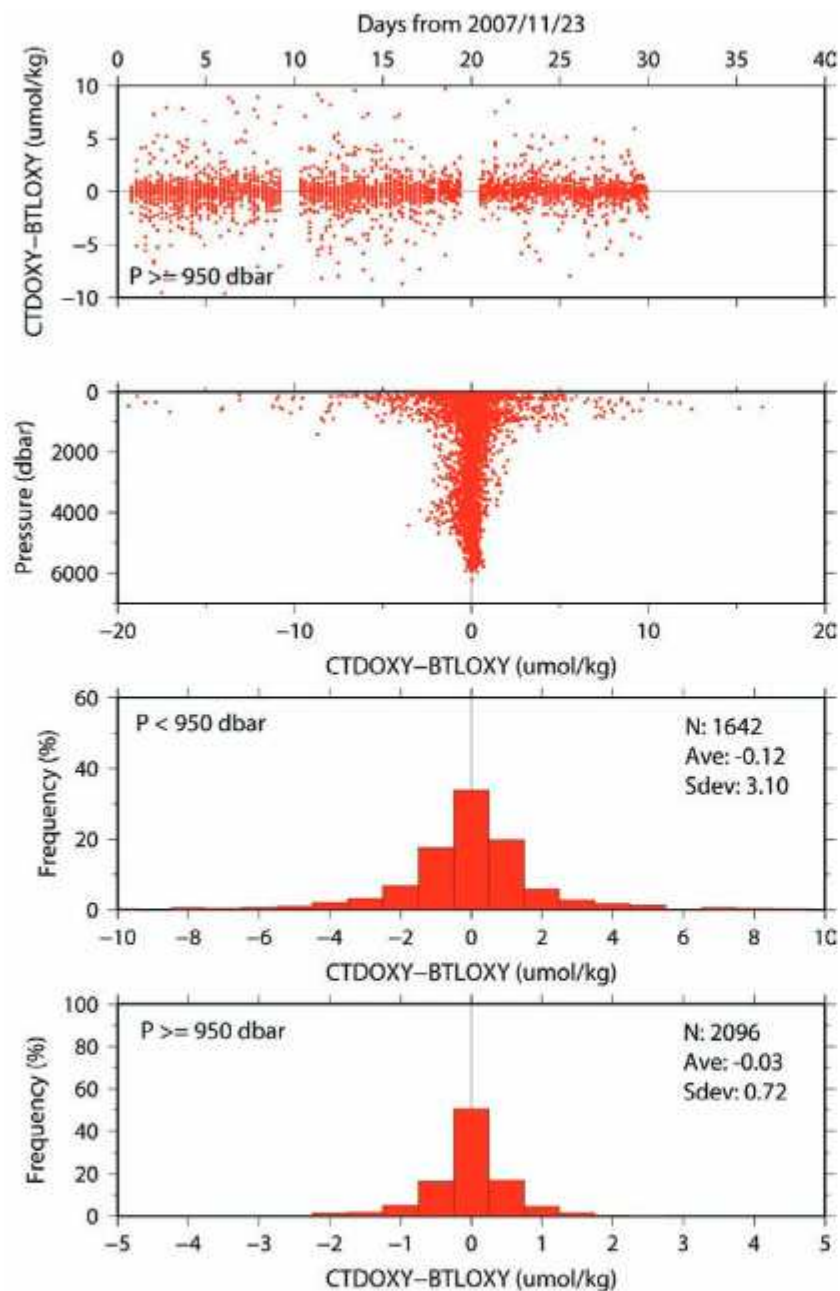 Days from 2007/11/23
0 5 10 15 20 25 30 35 40
CTDOXY−BTLOXY (umol/kg)
10
5
0
−5
−10
P >= 950 dbar
Pressure (dbar)
0
2000
4000
6000
−20 −10 0 10 20
CTDOXY−BTLOXY (umol/kg)
Frequency (%)
60
40
20
0
P < 950 dbar
N: 1642
Ave: -0.12
Sdev: 3.10
−10 −8 −6 −4 −2 0 2 4 6 8 10
CTDOXY−BTLOXY (umol/kg)
Frequency (%)
100
80
60
40
20
0
P >= 950 dbar
N: 2096
Ave: -0.03
Sdev: 0.72
−5 −4 −3 −2 −1 0 1 2 3 4 5
CTDOXY−BTLOXY (umol/kg)